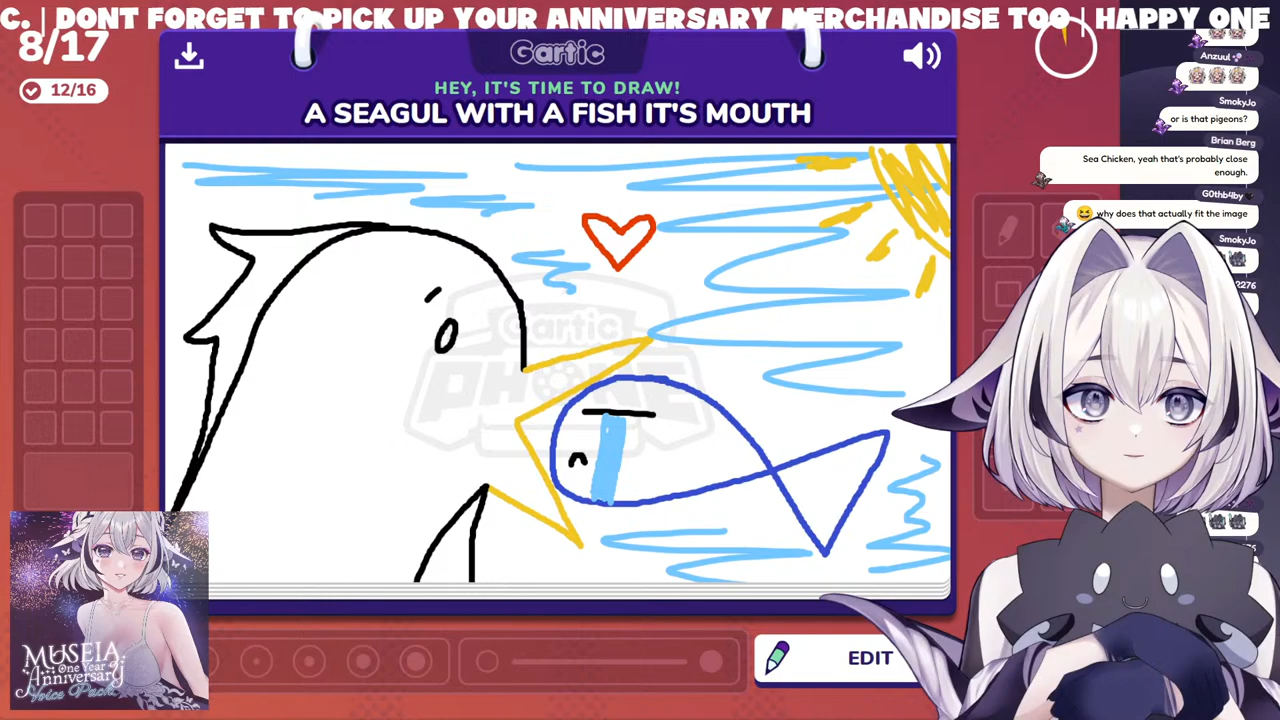 C. | DONT FORGET TO PICK UP YOUR ANNIVERSARY MERCHANDISE TOO | HAPPY ONE
8/17
12/16
Gartic
HEY, IT'S TIME TO DRAW!
A SEAGUL WITH A FISH IT'S MOUTH
Gartic
PHONE
Anzuul
SmokyJo
or is that pigeons?
Brian Berg
Sea Chicken, yeah that's probably close
enough.
G0thb4by
why does that actually fit the image
SmokyJo
2276
MUSEIA
One Year
Anniversary
Voice Pack
EDIT